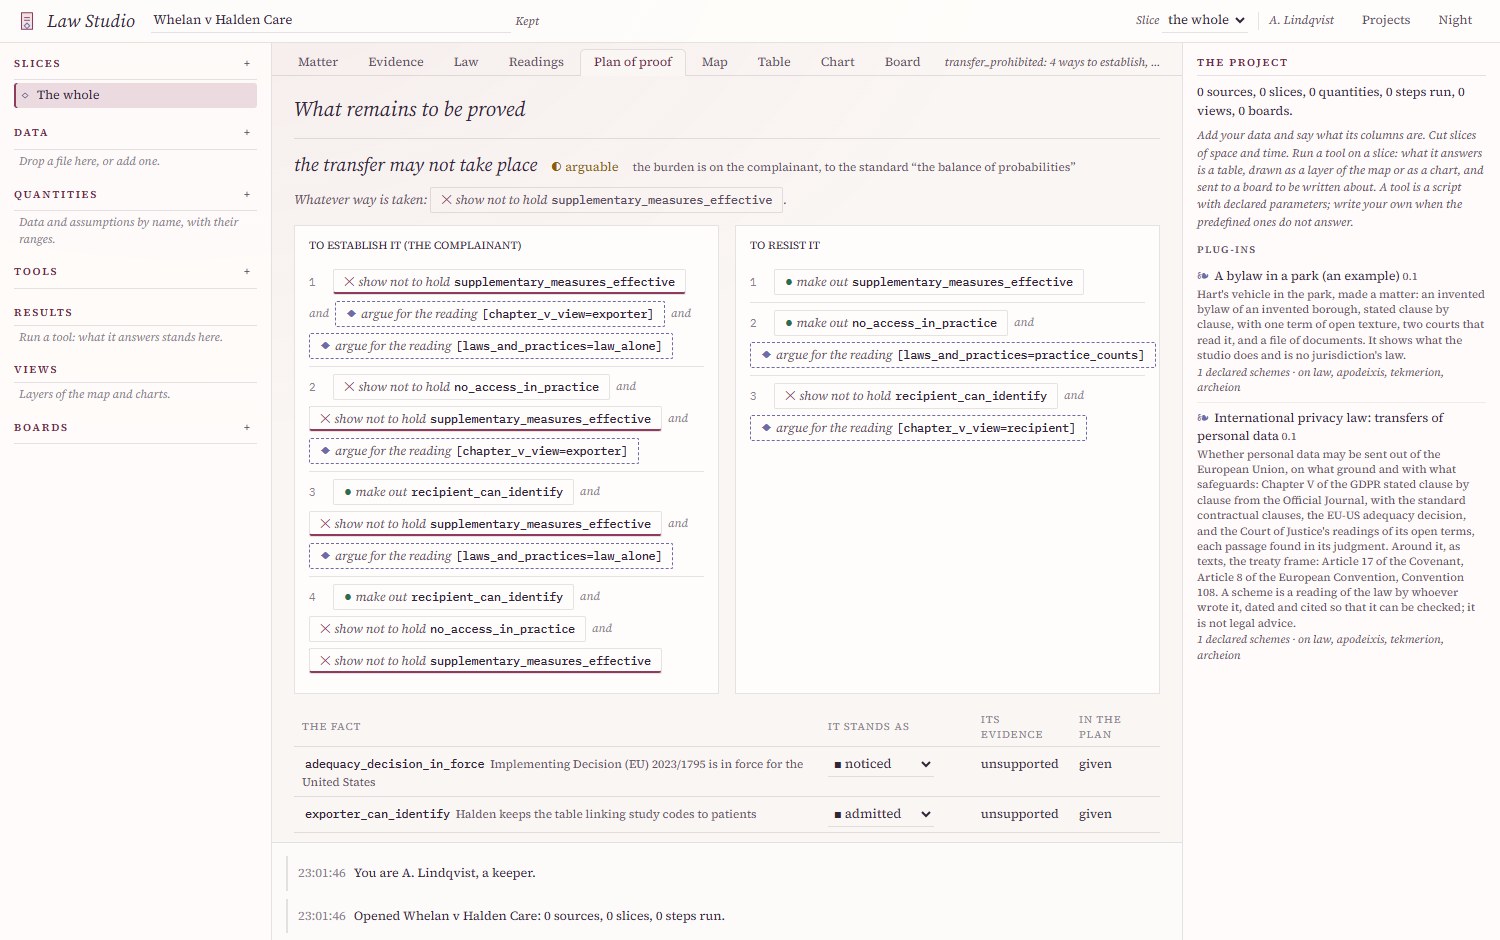 Law Studio
Whelan v Halden Care
Kept
Slice the whole
A. Lindqvist
Projects
Night
SLICES +
The whole
DATA +
Drop a file here, or add one.
QUANTITIES +
Data and assumptions by name, with their
ranges.
TOOLS +
RESULTS
Run a tool: what it answers stands here.
VIEWS
Layers of the map and charts.
BOARDS +
Matter Evidence Law Readings Plan of proof Map Table Chart Board transfer_prohibited: 4 ways to establish, ...
What remains to be proved
the transfer may not take place arguable the burden is on the complainant, to the standard “the balance of probabilities”
Whatever way is taken: show not to hold supplementary_measures_effective .
TO ESTABLISH IT (THE COMPLAINANT)
1 show not to hold supplementary_measures_effective
and argue for the reading [chapter_v_view=exporter] and
argue for the reading [laws_and_practices=law_alone]
2 show not to hold no_access_in_practice and
show not to hold supplementary_measures_effective and
argue for the reading [chapter_v_view=exporter]
3 make out recipient_can_identify and
show not to hold supplementary_measures_effective and
argue for the reading [laws_and_practices=law_alone]
4 make out recipient_can_identify and
show not to hold no_access_in_practice and
show not to hold supplementary_measures_effective
TO RESIST IT
1 make out supplementary_measures_effective
2 make out no_access_in_practice and
argue for the reading [laws_and_practices=practice_counts]
3 show not to hold recipient_can_identify and
argue for the reading [chapter_v_view=recipient]
THE FACT IT STANDS AS ITS EVIDENCE IN THE PLAN
adequacy_decision_in_force Implementing Decision (EU) 2023/1795 is in force for the
United States
noticed unsupported given
exporter_can_identify Halden keeps the table linking study codes to patients
admitted unsupported given
23:01:46 You are A. Lindqvist, a keeper.
23:01:46 Opened Whelan v Halden Care: 0 sources, 0 slices, 0 steps run.
THE PROJECT
0 sources, 0 slices, 0 quantities, 0 steps run, 0
views, 0 boards.
Add your data and say what its columns are. Cut slices
of space and time. Run a tool on a slice: what it answers
is a table, drawn as a layer of the map or as a chart, and
sent to a board to be written about. A tool is a script
with declared parameters; write your own when the
predefined ones do not answer.
PLUG-INS
A bylaw in a park (an example) 0.1
Hart's vehicle in the park, made a matter: an invented
bylaw of an invented borough, stated clause by
clause, with one term of open texture, two courts that
read it, and a file of documents. It shows what the
studio does and is no jurisdiction's law.
1 declared schemes · on law, apodeixis, tekmerion,
archeion
International privacy law: transfers of
personal data 0.1
Whether personal data may be sent out of the
European Union, on what ground and with what
safeguards: Chapter V of the GDPR stated clause by
clause from the Official Journal, with the standard
contractual clauses, the EU-US adequacy decision,
and the Court of Justice's readings of its open terms,
each passage found in its judgment. Around it, as
texts, the treaty frame: Article 17 of the Covenant,
Article 8 of the European Convention, Convention
108. A scheme is a reading of the law by whoever
wrote it, dated and cited so that it can be checked; it
is not legal advice.
1 declared schemes · on law, apodeixis, tekmerion,
archeion